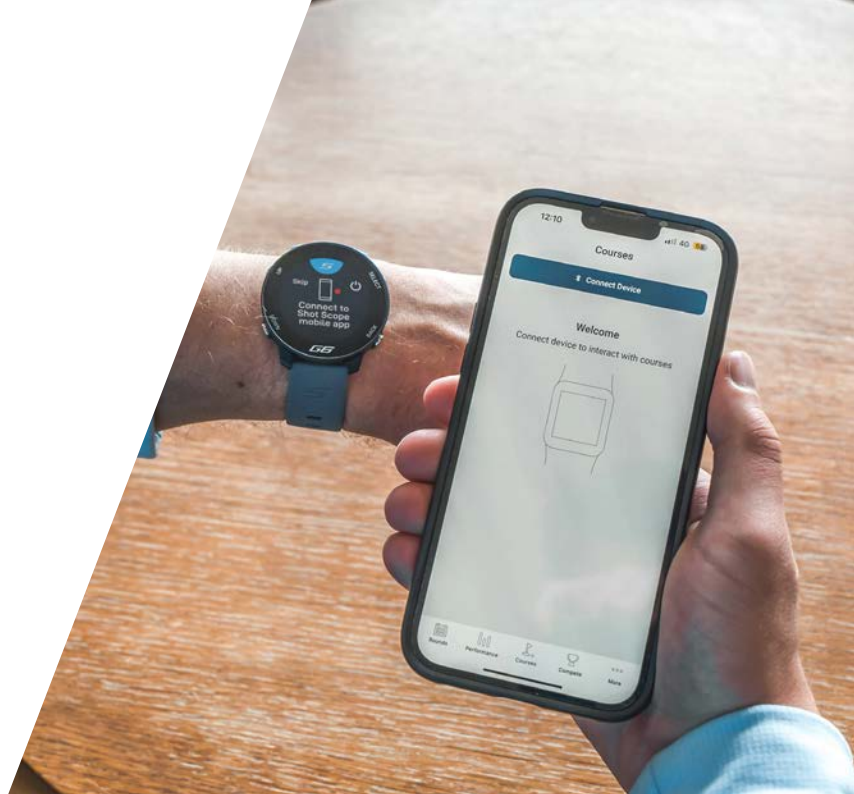 SELECT
Skip
Connect to
Shot Scope
mobile app
BACK
G6
12:10
4G
Courses
Connect Device
Welcome
Connect device to interact with courses
Rounds
Performance
Courses
Compete
More